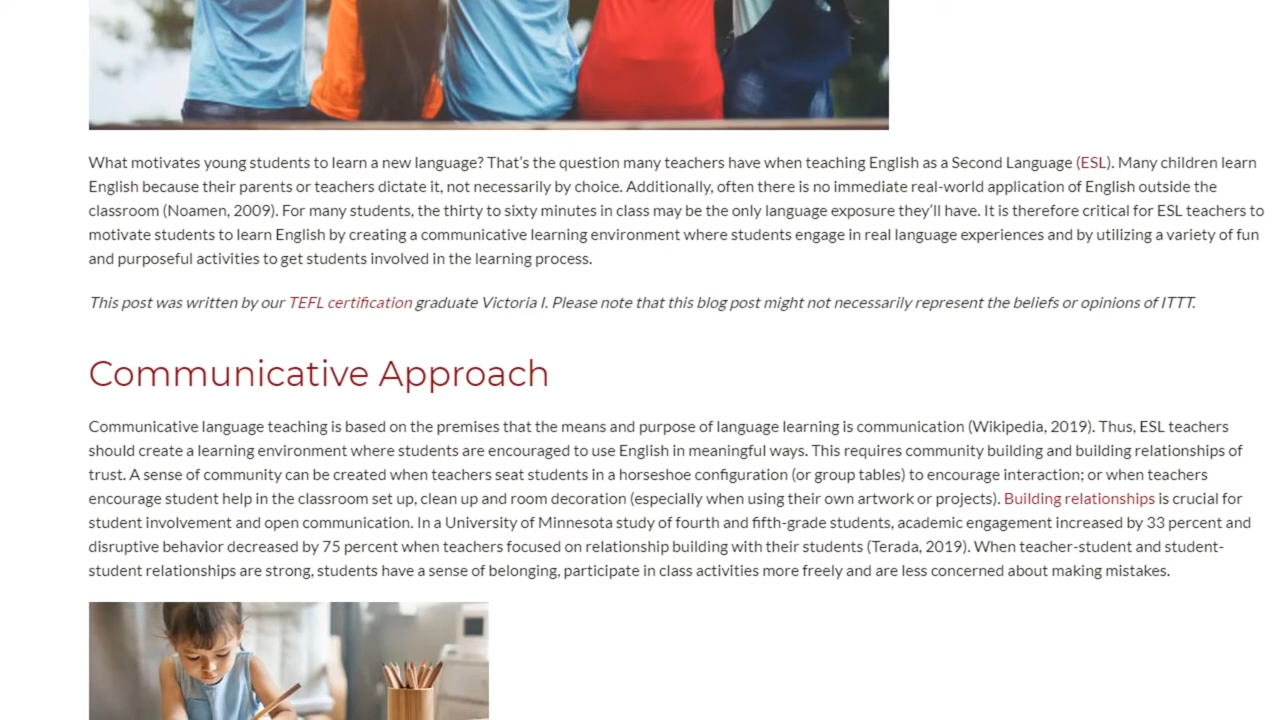 What motivates young students to learn a new language? That's the question many teachers have when teaching English as a Second Language (ESL). Many children learn
English because their parents or teachers dictate it, not necessarily by choice. Additionally, often there is no immediate real-world application of English outside the
classroom (Noamen, 2009). For many students, the thirty to sixty minutes in class may be the only language exposure they'll have. It is therefore critical for ESL teachers to
motivate students to learn English by creating a communicative learning environment where students engage in real language experiences and by utilizing a variety of fun
and purposeful activities to get students involved in the learning process.
This post was written by our TEFL certification graduate Victoria I. Please note that this blog post might not necessarily represent the beliefs or opinions of ITTT.
Communicative Approach
Communicative language teaching is based on the premises that the means and purpose of language learning is communication (Wikipedia, 2019). Thus, ESL teachers
should create a learning environment where students are encouraged to use English in meaningful ways. This requires community building and building relationships of
trust. A sense of community can be created when teachers seat students in a horseshoe configuration (or group tables) to encourage interaction; or when teachers
encourage student help in the classroom set up, clean up and room decoration (especially when using their own artwork or projects). Building relationships is crucial for
student involvement and open communication. In a University of Minnesota study of fourth and fifth-grade students, academic engagement increased by 33 percent and
disruptive behavior decreased by 75 percent when teachers focused on relationship building with their students (Terada, 2019). When teacher-student and student-
student relationships are strong, students have a sense of belonging, participate in class activities more freely and are less concerned about making mistakes.